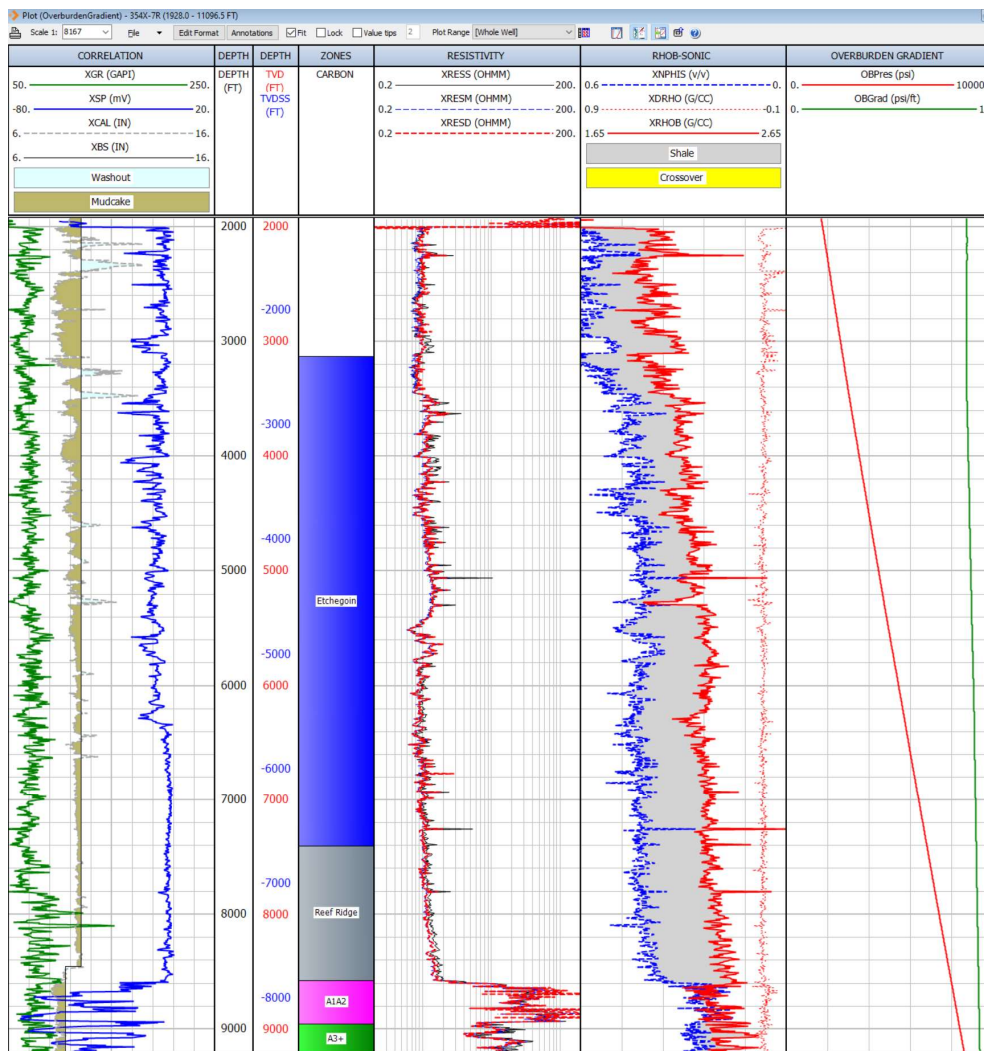 Plot (OverburdenGradient) - 354X-7R (1928.0 - 11096.5 FT)
Scale 1: 8167 File Edit Format Annotations Fit Lock Value tips 2 Plot Range [Whole Well]
CORRELATION DEPTH DEPTH ZONES RESISTIVITY RHOB-SONIC OVERBURDEN GRADIENT
XGR (GAPI)
50. 250.
XSP (mV)
-80. 20.
XCAL (IN)
6. 16.
XBS (IN)
6. 16.
Washout
Mudcake
DEPTH
(FT)
TVD
(FT)
TVDSS
(FT)
CARBON
XRESS (OHMM)
0.2 200.
XRESM (OHMM)
0.2 200.
XRESD (OHMM)
0.2 200.
XNPHIS (v/v)
0.6 0.
XDRHO (G/CC)
0.9 -0.1
XRHOB (G/CC)
1.65 2.65
Shale
Crossover
OBPres (psi)
0. 10000
OBGrad (psi/ft)
0. 1
2000 2000
-2000
3000 3000
-3000
4000 4000
-4000
5000 5000
Etchegoin
-5000
6000 6000
-6000
7000 7000
-7000
8000 8000
Reef Ridge
-8000
A1A2
9000 9000
A3+